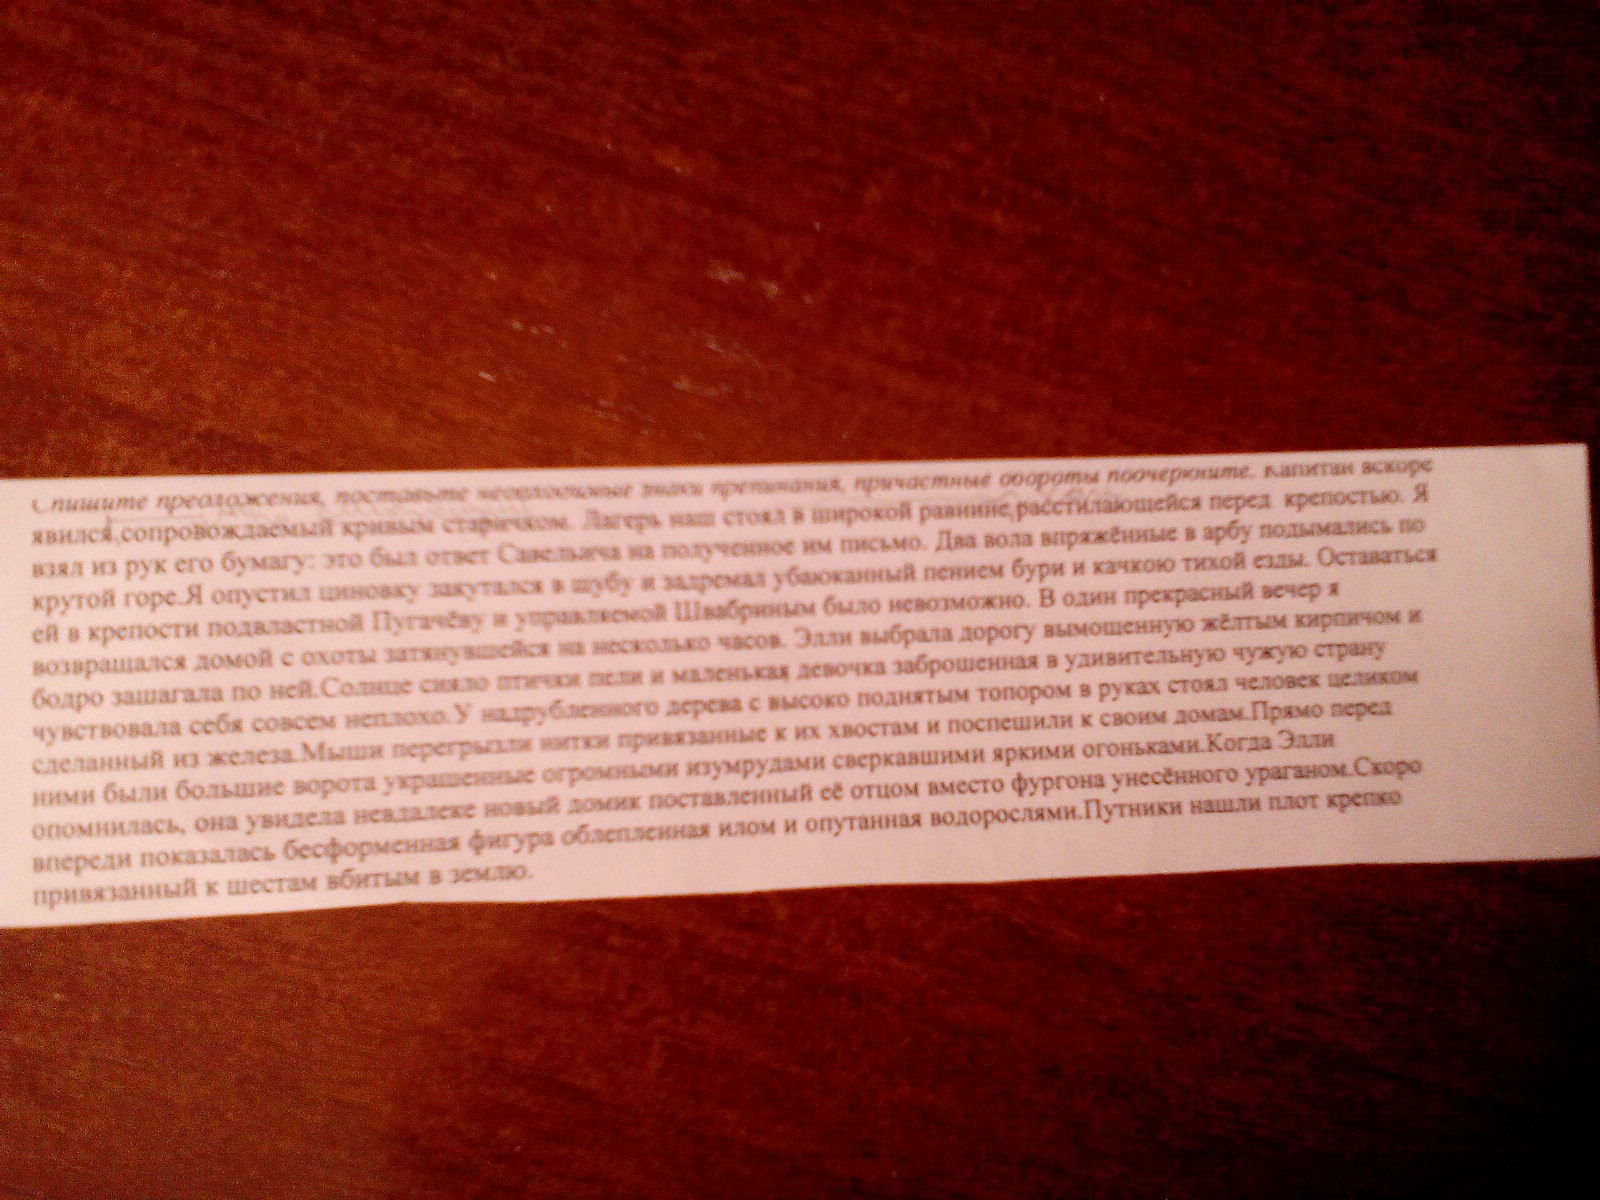 Спишите предложения, поставьте необходимые знаки препинания, причастные обороты подчеркните. Капитан вскоре
явился,сопровождаемый кривым старичком. Лагерь наш стоял в широкой равнине,расстилающейся перед крепостью. Я
взял из рук его бумагу: это был ответ Савельича на полученное им письмо. Два вола впряжённые в арбу подымались по
крутой горе.Я опустил циновку закутался в шубу и задремал убаюканный пением бури и качкою тихой езды. Оставаться
ей в крепости подвластной Пугачёву и управляемой Швабриным было невозможно. В один прекрасный вечер я
возвращался домой с охоты затянувшейся на несколько часов. Элли выбрала дорогу вымощенную жёлтым кирпичом и
бодро зашагала по ней.Солнце сияло птички пели и маленькая девочка заброшенная в удивительную чужую страну
чувствовала себя совсем неплохо.У надрубленного дерева с высоко поднятым топором в руках стоял человек целиком
сделанный из железа.Мыши перегрызли нитки привязанные к их хвостам и поспешили к своим домам.Прямо перед
ними были большие ворота украшенные огромными изумрудами сверкавшими яркими огоньками.Когда Элли
опомнилась, она увидела невдалеке новый домик поставленный её отцом вместо фургона унесённого ураганом.Скоро
впереди показалась бесформенная фигура облепленная илом и опутанная водорослями.Путники нашли плот крепко
привязанный к шестам вбитым в землю.